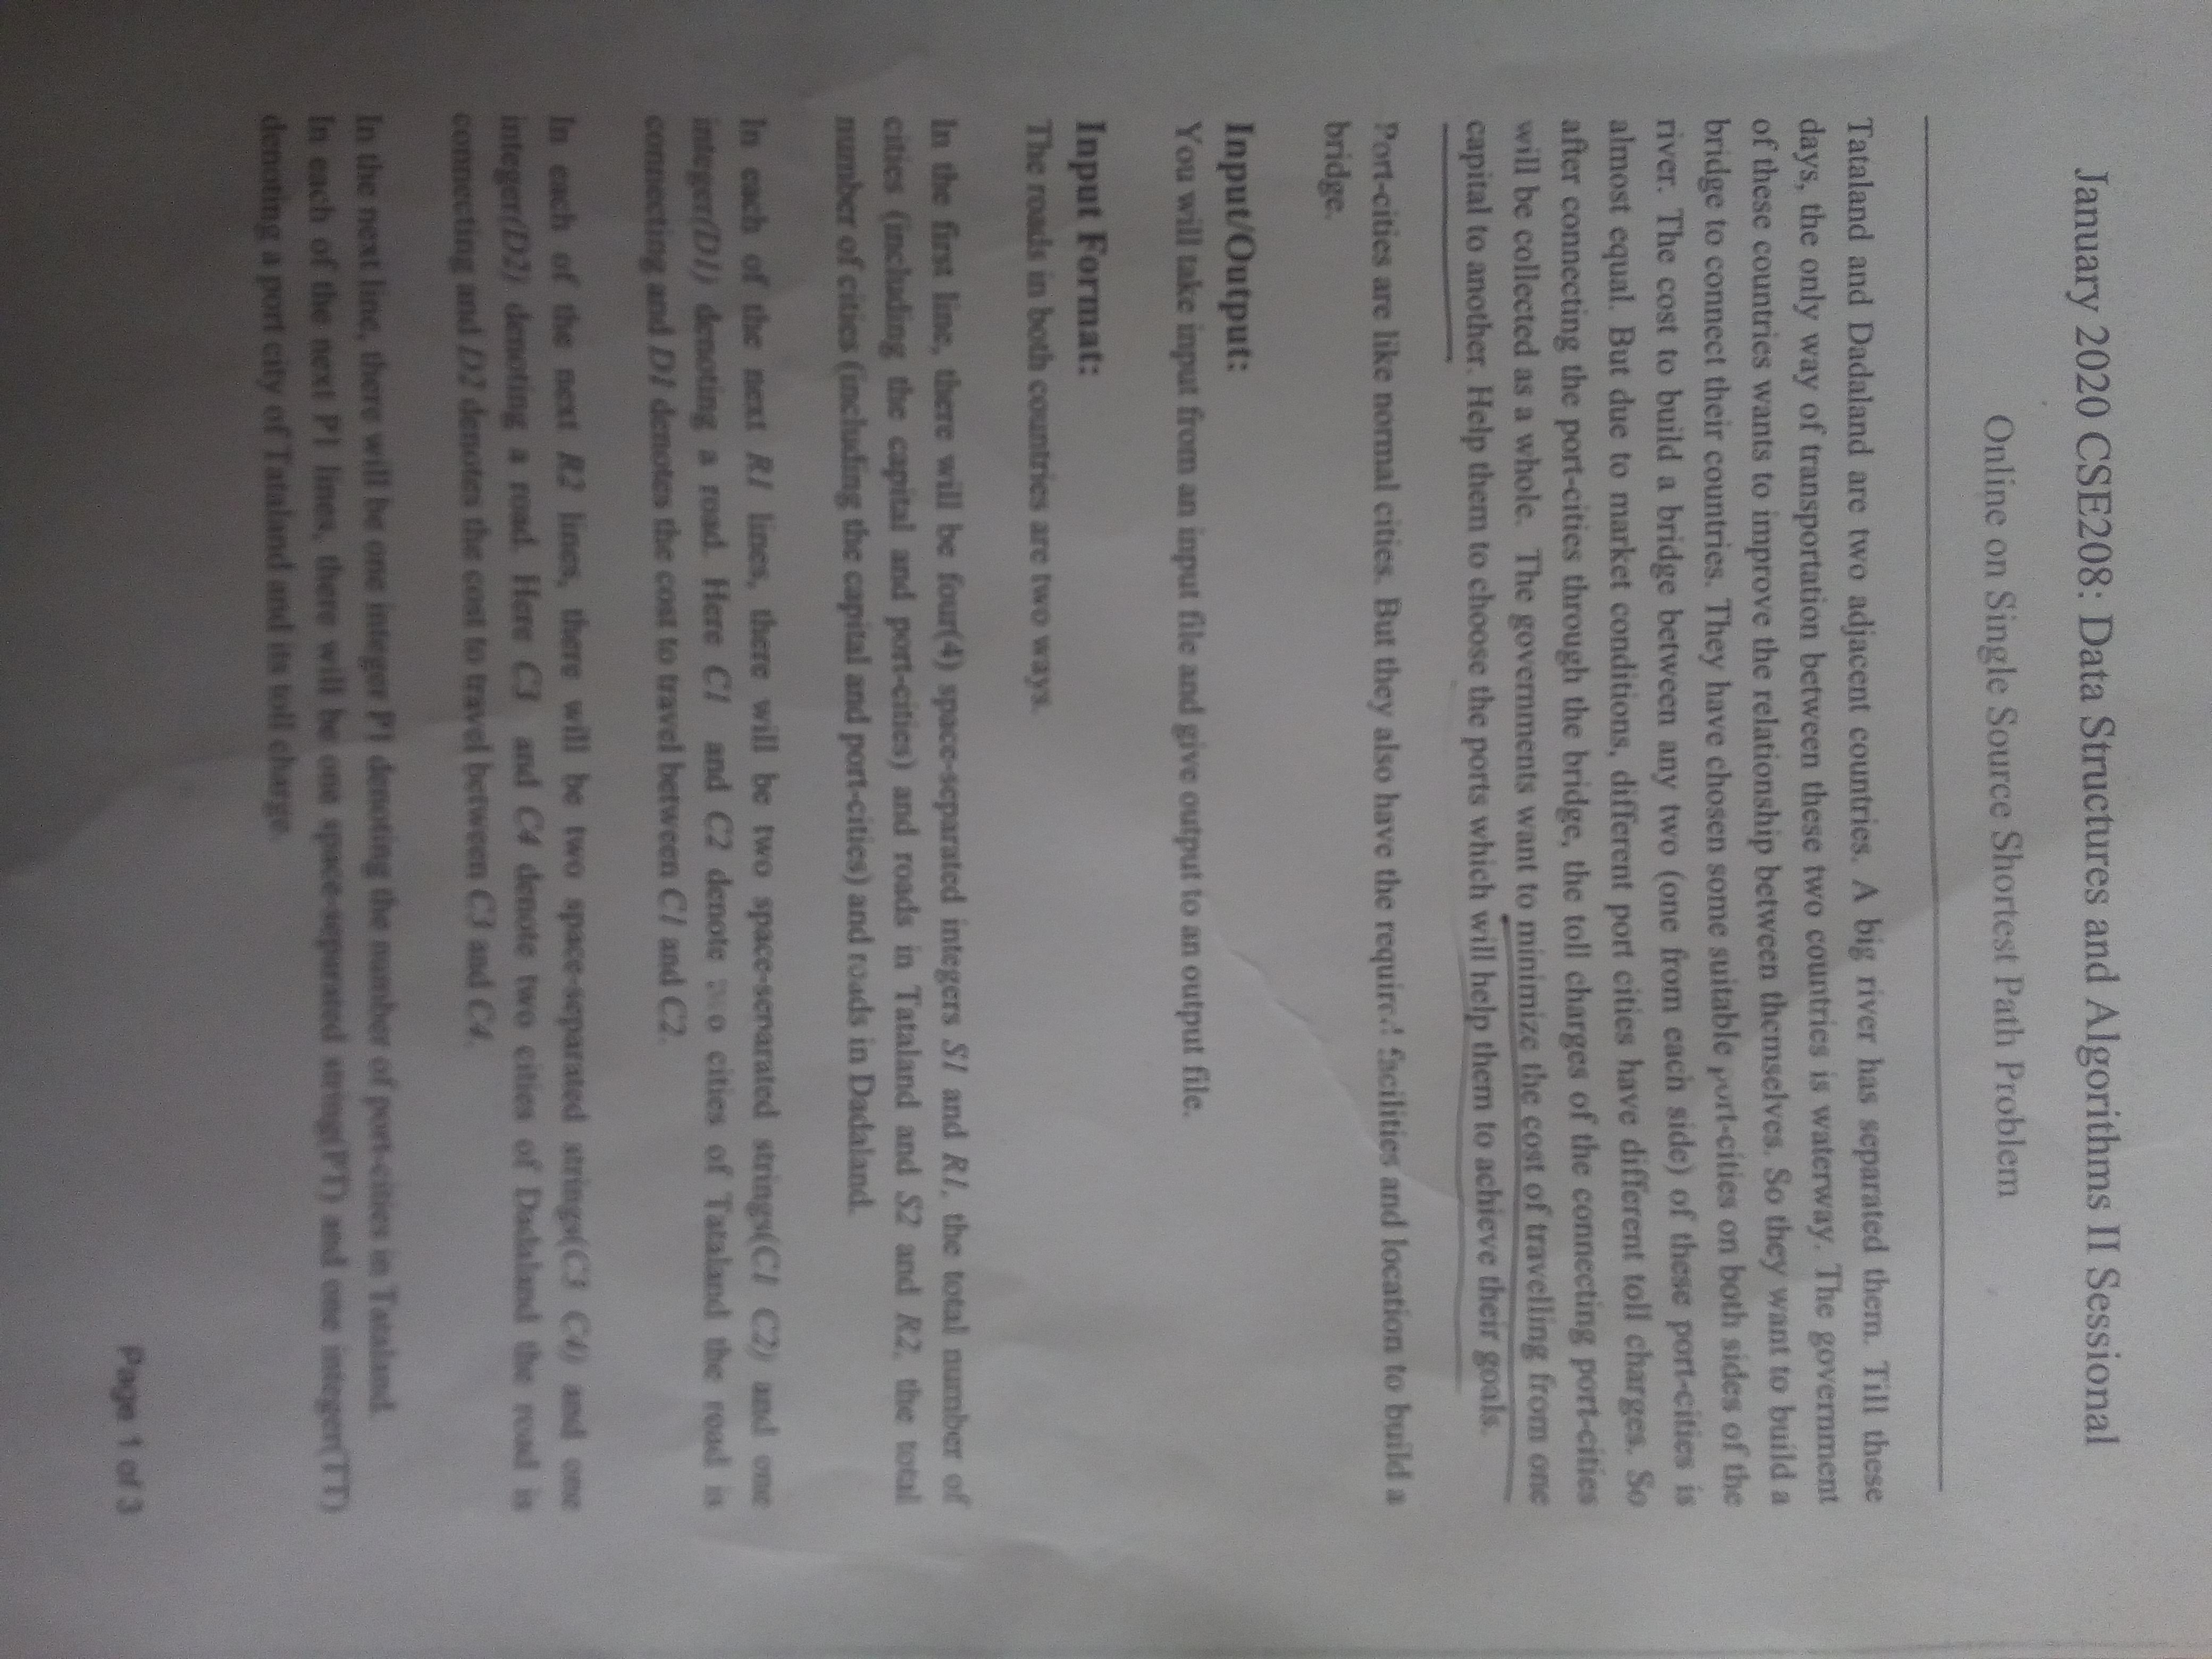 January 2020 CSE208: Data Structures and Algorithms II Sessional
Online on Single Source Shortest Path Problem
Tataland and Dadaland are two adjacent countries. A big river has separated them. Till these
days, the only way of transportation between these two countries is waterway. The government
of these countries wants to improve the relationship between themselves. So they want to build a
bridge to connect their countries. They have chosen some suitable port-cities on both sides of the
river. The cost to build a bridge between any two (one from each side) of these port-cities is
almost equal. But due to market conditions, different port cities have different toll charges. So
after connecting the port-cities through the bridge, the toll charges of the connecting port-cities
will be collected as a whole. The governments want to minimize the cost of travelling from one
capital to another. Help them to choose the ports which will help them to achieve their goals.
Port-cities are like normal cities. But they also have the required facilities and location to build a
bridge.
Input/Output:
You will take input from an input file and give output to an output file.
Input Format:
The roads in both countries are two ways.
In the first line, there will be four(4) space-separated integers S1 and R1, the total number of
cities (including the capital and port-cities) and roads in Tataland and S2 and R2, the total
number of cities (including the capital and port-cities) and roads in Dadaland.
In each of the next R1 lines, there will be two space-separated strings(C1 C2) and one
integer(D1) denoting a road. Here C1 and C2 denote two cities of Tataland the road is
connecting and D1 denotes the cost to travel between C1 and C2.
In each of the next R2 lines, there will be two space-separated strings(C3 C4) and one
integer(D2) denoting a road. Here C3 and C4 denote two cities of Dadaland the road is
connecting and D2 denotes the cost to travel between C3 and C4.
In the next line, there will be one integer P1 denoting the number of port-cities in Tataland.
In each of the next P1 lines, there will be one space-separated string(PT) and one integer(TT)
denoting a port city of Tataland and its toll charge.
Page 1 of 3